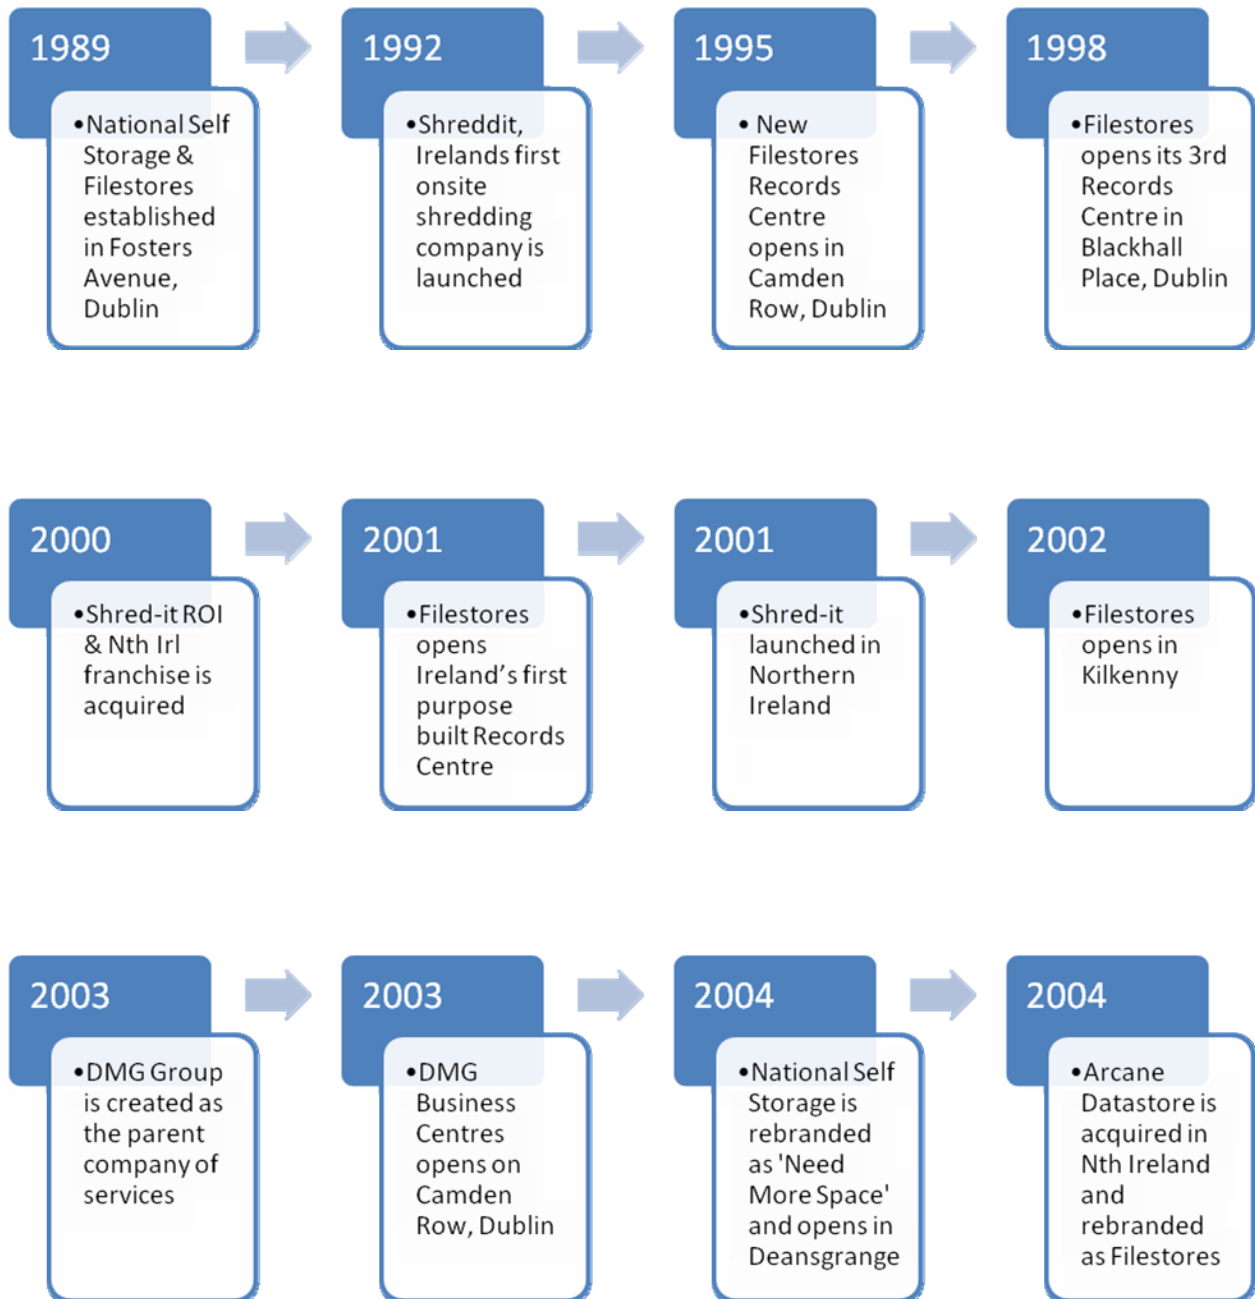 1989
•National Self
Storage &
Filestores
established
in Fosters
Avenue,
Dublin
1992
•Shreddit,
Irelands first
onsite
shredding
company is
launched
1995
• New
Filestores
Records
Centre
opens in
Camden
Row, Dublin
1998
•Filestores
opens its 3rd
Records
Centre in
Blackhall
Place, Dublin
2000
•Shred-it ROI
& Nth Irl
franchise is
acquired
2001
•Filestores
opens
Ireland’s first
purpose
built Records
Centre
2001
•Shred-it
launched in
Northern
Ireland
2002
•Filestores
opens in
Kilkenny
2003
•DMG Group
is created as
the parent
company of
services
2003
•DMG
Business
Centres
opens on
Camden
Row, Dublin
2004
•National Self
Storage is
rebranded
as 'Need
More Space'
and opens in
Deansgrange
2004
•Arcane
Datastore is
acquired in
Nth Ireland
and
rebranded
as Filestores